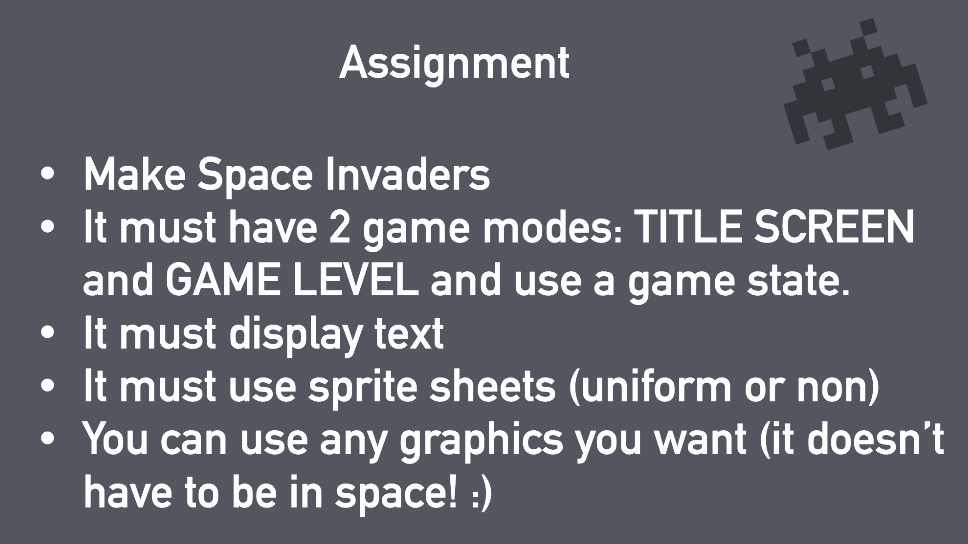 Assignment
• Make Space Invaders
• It must have 2 game modes: TITLE SCREEN
and GAME LEVEL and use a game state.
• It must display text
• It must use sprite sheets (uniform or non)
• You can use any graphics you want (it doesn’t
have to be in space! :)